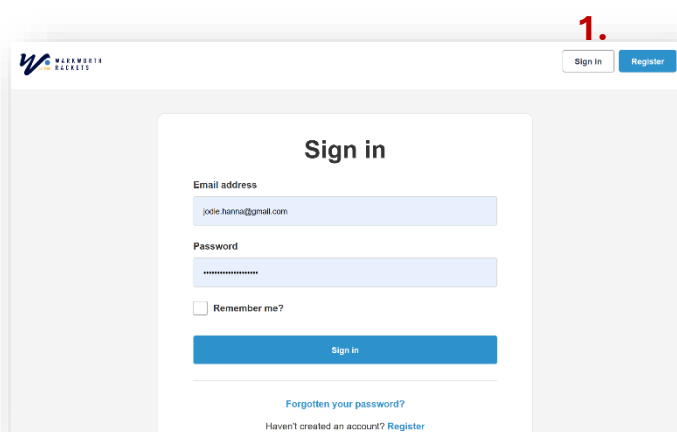 1.
WARKWORTH
RACKETS
Sign in
Register
Sign in
Email address
jodie.hanna@gmail.com
Password
Remember me?
Sign in
Forgotten your password?
Haven't created an account? Register